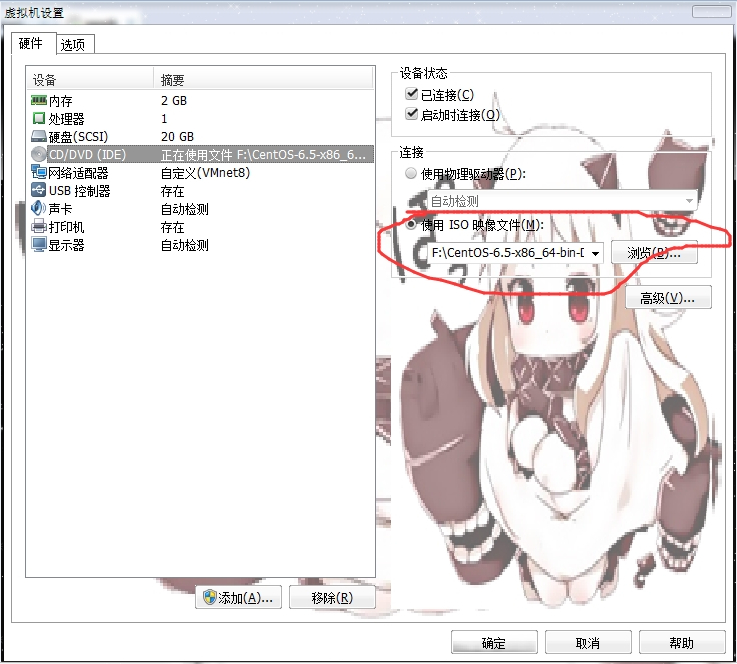 虚拟机设置
硬件 选项
设备 摘要
内存 2 GB
处理器 1
硬盘(SCSI) 20 GB
CD/DVD (IDE) 正在使用文件 F:\CentOS-6.5-x86_6...
网络适配器 自定义(VMnet8)
USB 控制器 存在
声卡 自动检测
打印机 存在
显示器 自动检测
添加(A)... 移除(R)
设备状态
已连接(C)
启动时连接(O)
连接
使用物理驱动器(P):
自动检测
使用 ISO 映像文件(M):
F:\CentOS-6.5-x86_64-bin-D 浏览(B)...
高级(V)...
确定 取消 帮助